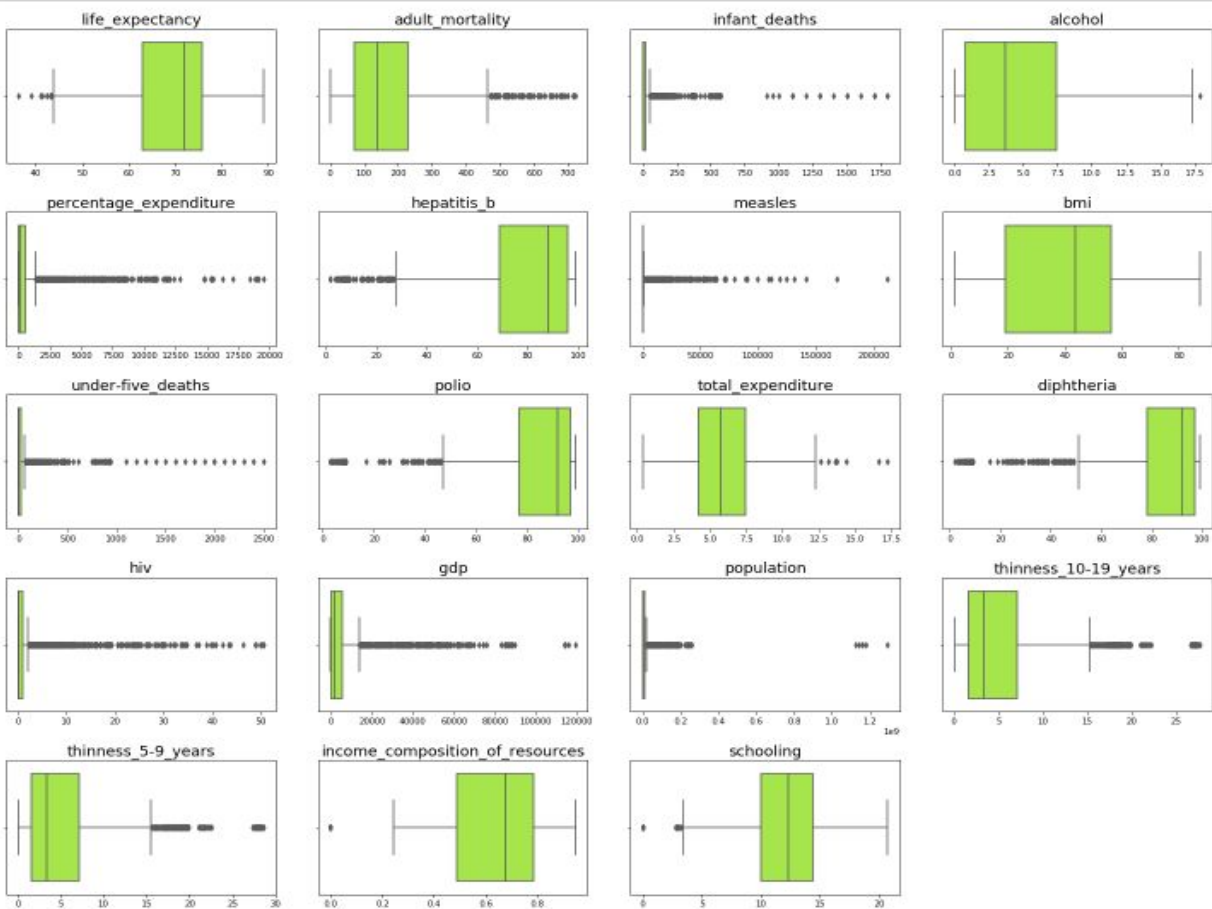 life_expectancy adult_mortality infant_deaths alcohol
40 50 60 70 80 90 0 100 200 300 400 500 600 700 0 250 500 750 1000 1250 1500 1750 0.0 2.5 5.0 7.5 10.0 12.5 15.0 17.5
percentage_expenditure hepatitis_b measles bmi
0 2500 5000 7500 10000 12500 15000 17500 20000 0 20 40 60 80 100 0 50000 100000 150000 200000 0 20 40 60 80
under-five_deaths polio total_expenditure diphtheria
0 500 1000 1500 2000 2500 0 20 40 60 80 100 0.0 2.5 5.0 7.5 10.0 12.5 15.0 17.5 0 20 40 60 80 100
hiv gdp population thinness_10-19_years
0 10 20 30 40 50 0 20000 40000 60000 80000 100000 120000 0.0 0.2 0.4 0.6 0.8 1.0 1.2 0 5 10 15 20 25
1e9
thinness_5-9_years income_composition_of_resources schooling
0 5 10 15 20 25 30 0.0 0.2 0.4 0.6 0.8 0 5 10 15 20